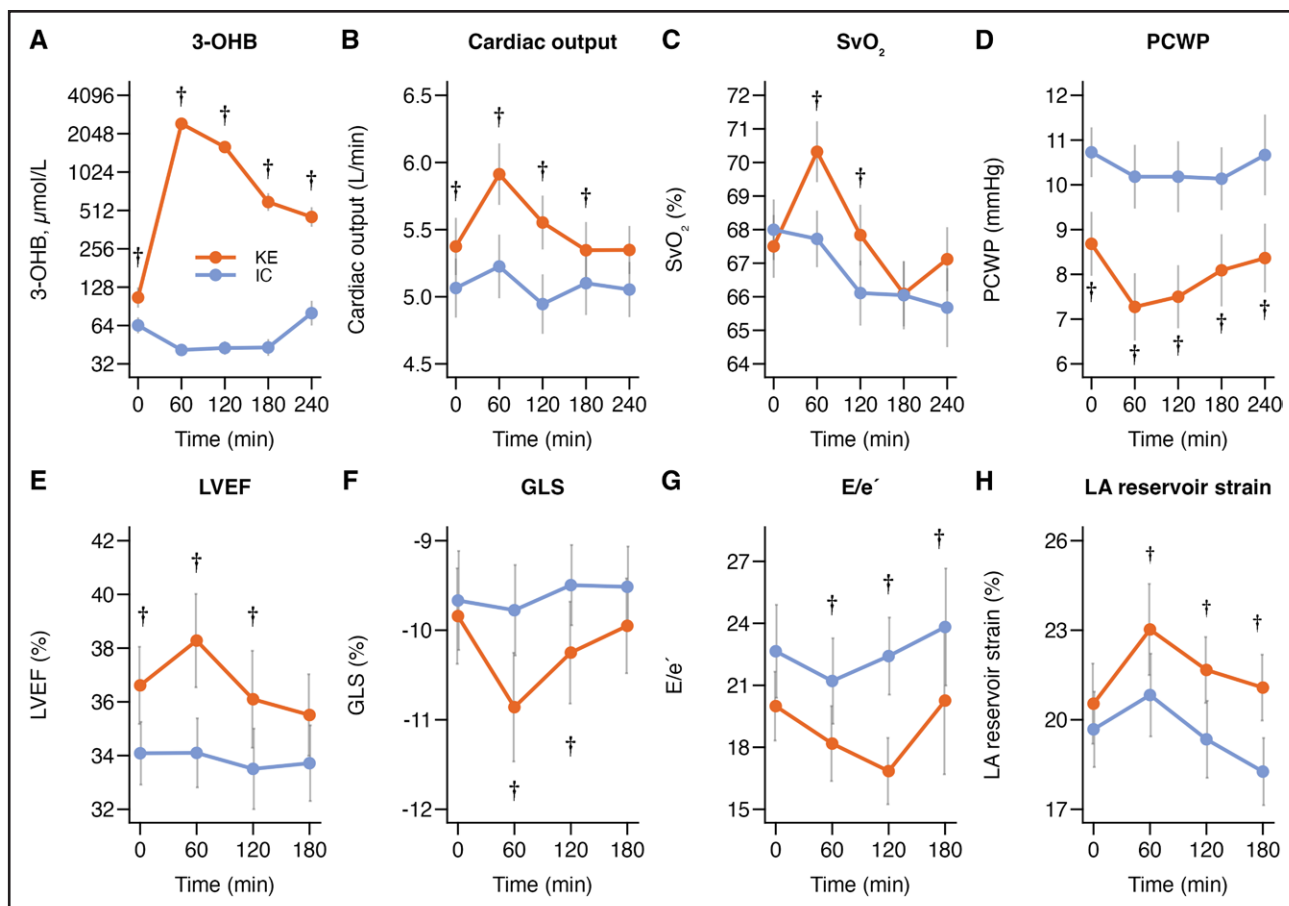 A 3-OHB
3-OHB, µmol/L
4096
2048
1024
512
256
128
64
32
† † † † †
KE
IC
0 60 120 180 240
Time (min)
B Cardiac output
Cardiac output (L/min)
6.5
6.0
5.5
5.0
4.5
† † † †
0 60 120 180 240
Time (min)
C SvO₂
SvO₂ (%)
72
71
70
69
68
67
66
65
64
† †
0 60 120 180 240
Time (min)
D PCWP
PCWP (mmHg)
12
11
10
9
8
7
6
† † † † †
0 60 120 180 240
Time (min)
E LVEF
LVEF (%)
42
40
38
36
34
32
† † †
0 60 120 180
Time (min)
F GLS
GLS (%)
-9
-10
-11
-12
† †
0 60 120 180
Time (min)
G E/e´
E/e´
27
24
21
18
15
† † †
0 60 120 180
Time (min)
H LA reservoir strain
LA reservoir strain (%)
26
23
20
17
† † †
0 60 120 180
Time (min)